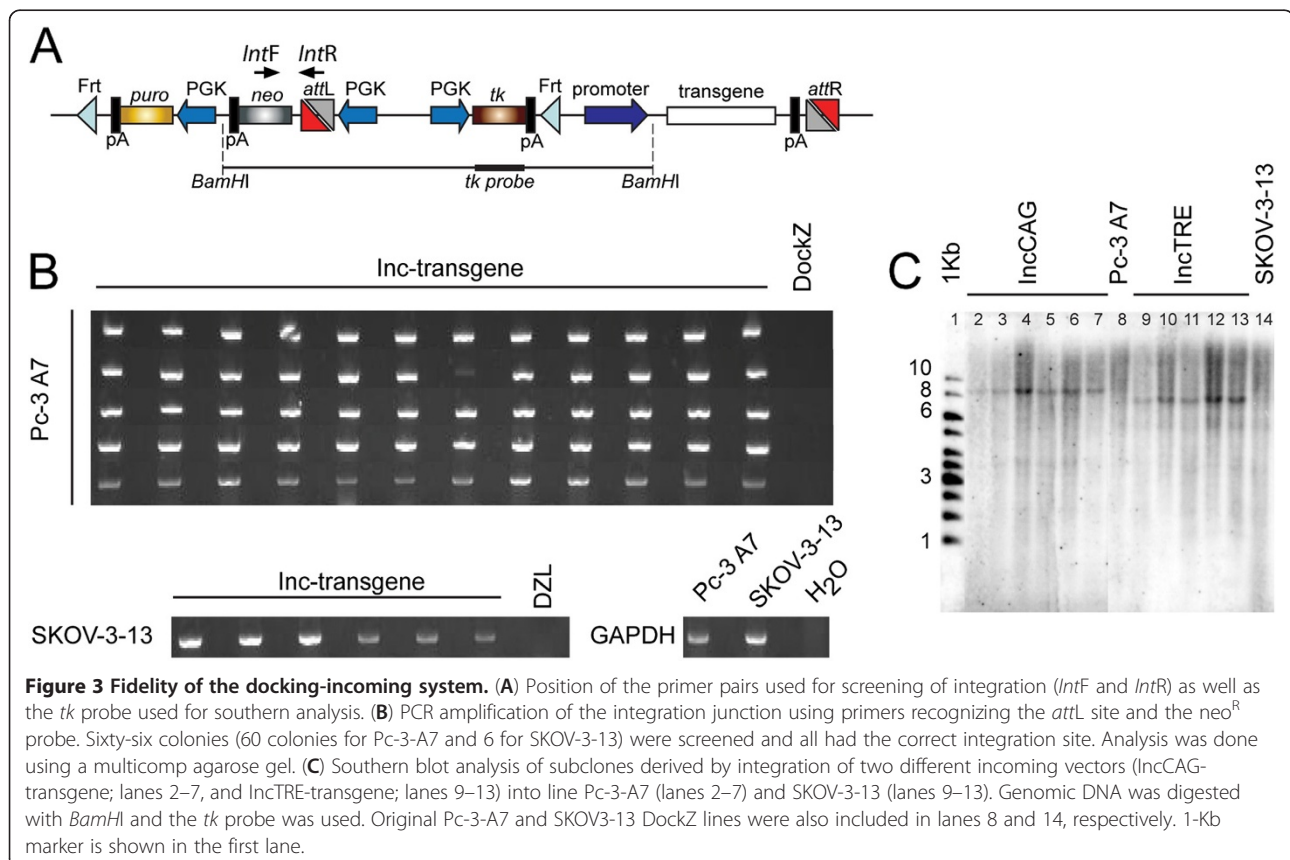 A
IntF IntR
Frt puro PGK neo attL PGK PGK tk Frt promoter transgene attR
pA pA pA pA
BamHI tk probe BamHI
B
Inc-transgene DockZ
Pc-3 A7
Inc-transgene DZL Pc-3 A7 SKOV-3-13 H2O
SKOV-3-13 GAPDH
C
1Kb IncCAG Pc-3 A7 IncTRE SKOV-3-13
1 2 3 4 5 6 7 8 9 10 11 12 13 14
10
8
6
3
1
Figure 3 Fidelity of the docking-incoming system. (A) Position of the primer pairs used for screening of integration (IntF and IntR) as well as
the tk probe used for southern analysis. (B) PCR amplification of the integration junction using primers recognizing the attL site and the neoR
probe. Sixty-six colonies (60 colonies for Pc-3-A7 and 6 for SKOV-3-13) were screened and all had the correct integration site. Analysis was done
using a multicomp agarose gel. (C) Southern blot analysis of subclones derived by integration of two different incoming vectors (IncCAG-
transgene; lanes 2–7, and IncTRE-transgene; lanes 9–13) into line Pc-3-A7 (lanes 2–7) and SKOV-3-13 (lanes 9–13). Genomic DNA was digested
with BamHI and the tk probe was used. Original Pc-3-A7 and SKOV3-13 DockZ lines were also included in lanes 8 and 14, respectively. 1-Kb
marker is shown in the first lane.